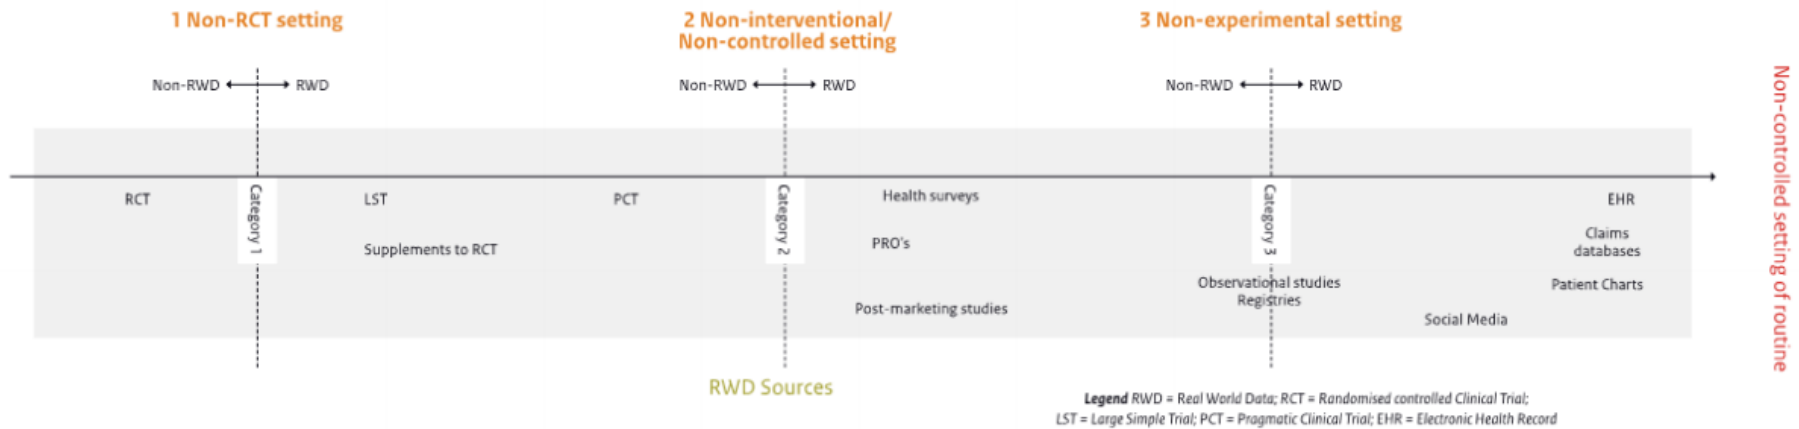 1 Non-RCT setting
2 Non-interventional/
Non-controlled setting
3 Non-experimental setting
Non-RWD RWD
Non-RWD RWD
Non-RWD RWD
RCT
Category 1
LST
Supplements to RCT
PCT
Category 2
Health surveys
PRO's
Post-marketing studies
Category 3
Observational studies
Registries
EHR
Claims
databases
Patient Charts
Social Media
Non-controlled setting of routine
RWD Sources
Legend RWD = Real World Data; RCT = Randomised controlled Clinical Trial;
LST = Large Simple Trial; PCT = Pragmatic Clinical Trial; EHR = Electronic Health Record